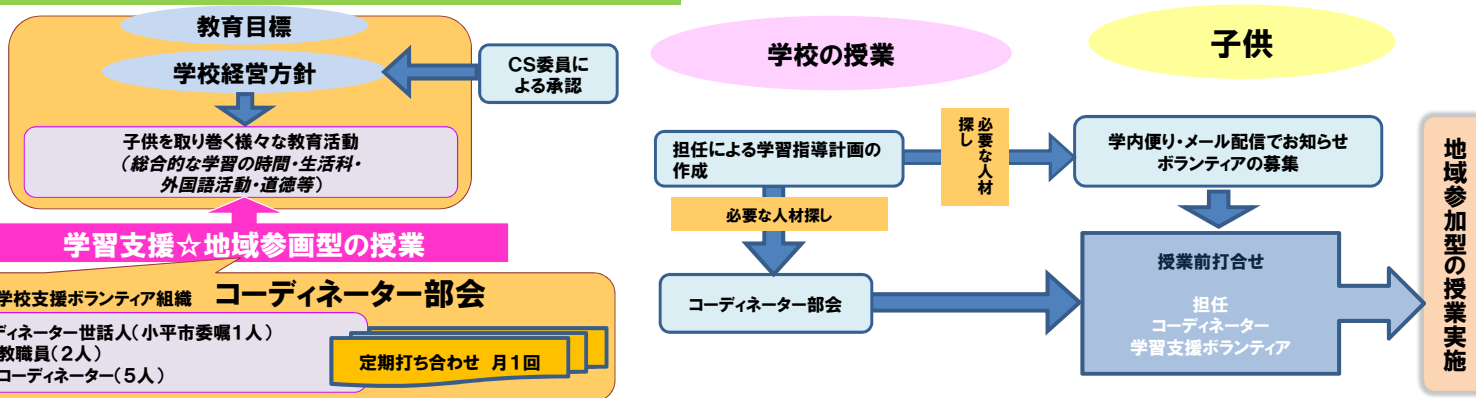 教育目標
学校経営方針
CS委員に
よる承認
子供を取り巻く様々な教育活動
（総合的な学習の時間・生活科・
外国語活動・道徳等）
学習支援☆地域参画型の授業
学校支援ボランティア組織 コーディネーター部会
ディネーター世話人（小平市委嘱1人）
教職員（2人）
コーディネーター（5人）
定期打ち合わせ 月1回
学校の授業
子供
担任による学習指導計画の
作成
必要な人材
探し
学内便り・メール配信でお知らせ
ボランティアの募集
必要な人材探し
コーディネーター部会
授業前打合せ
担任
コーディネーター
学習支援ボランティア
地域参加型の授業実施